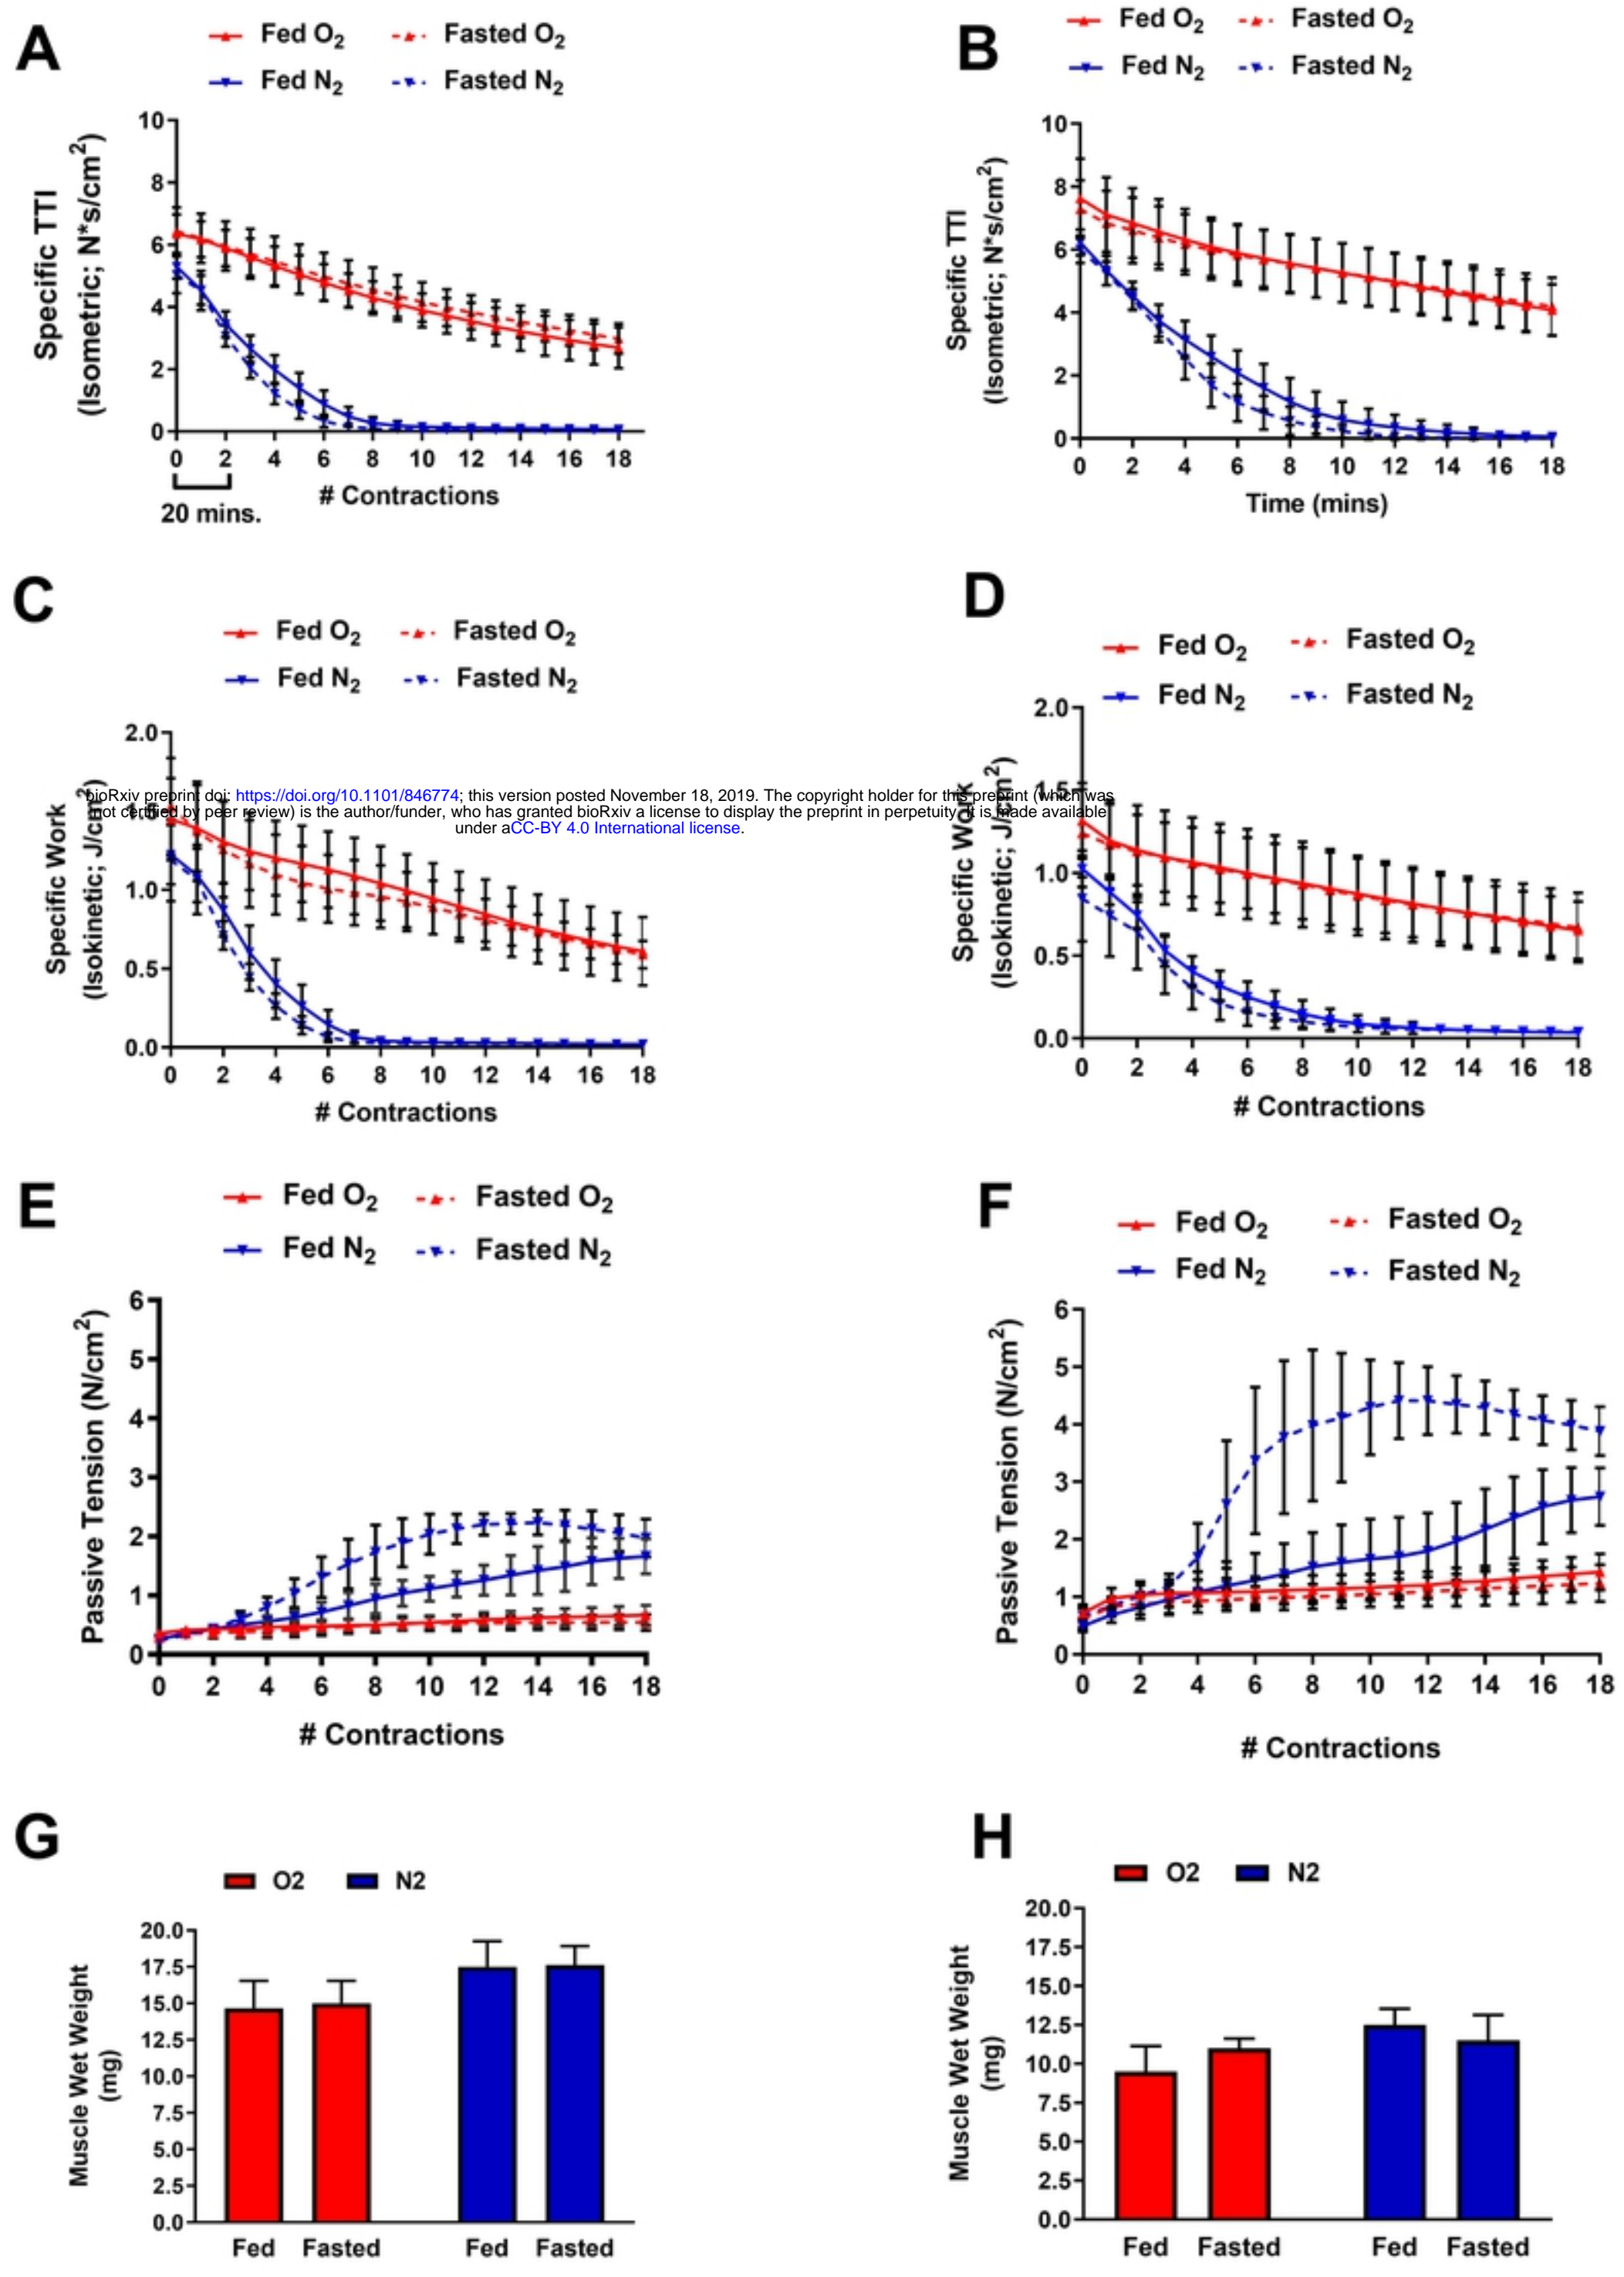 A
Fed O2
Fasted O2
Fed N2
Fasted N2
Specific TTI
(Isometric; N*s/cm2)
10
8
6
4
2
0
0 2 4 6 8 10 12 14 16 18
# Contractions
20 mins.
B
Fed O2
Fasted O2
Fed N2
Fasted N2
Specific TTI
(Isometric; N*s/cm2)
10
8
6
4
2
0
0 2 4 6 8 10 12 14 16 18
Time (mins)
C
Fed O2
Fasted O2
Fed N2
Fasted N2
Specific Work
(Isokinetic; J/cm2)
2.0
1.5
1.0
0.5
0.0
0 2 4 6 8 10 12 14 16 18
# Contractions
D
Fed O2
Fasted O2
Fed N2
Fasted N2
Specific Work
(Isokinetic; J/cm2)
2.0
1.5
1.0
0.5
0.0
0 2 4 6 8 10 12 14 16 18
# Contractions
bioRxiv preprint doi: https://doi.org/10.1101/846774; this version posted November 18, 2019. The copyright holder for this preprint (which was
not certified by peer review) is the author/funder, who has granted bioRxiv a license to display the preprint in perpetuity. It is made available
under aCC-BY 4.0 International license.
E
Fed O2
Fasted O2
Fed N2
Fasted N2
Passive Tension (N/cm2)
6
5
4
3
2
1
0
0 2 4 6 8 10 12 14 16 18
# Contractions
F
Fed O2
Fasted O2
Fed N2
Fasted N2
Passive Tension (N/cm2)
6
5
4
3
2
1
0
0 2 4 6 8 10 12 14 16 18
# Contractions
G
O2 N2
Muscle Wet Weight
(mg)
20.0
17.5
15.0
12.5
10.0
7.5
5.0
2.5
0.0
Fed Fasted Fed Fasted
H
O2 N2
Muscle Wet Weight
(mg)
20.0
17.5
15.0
12.5
10.0
7.5
5.0
2.5
0.0
Fed Fasted Fed Fasted